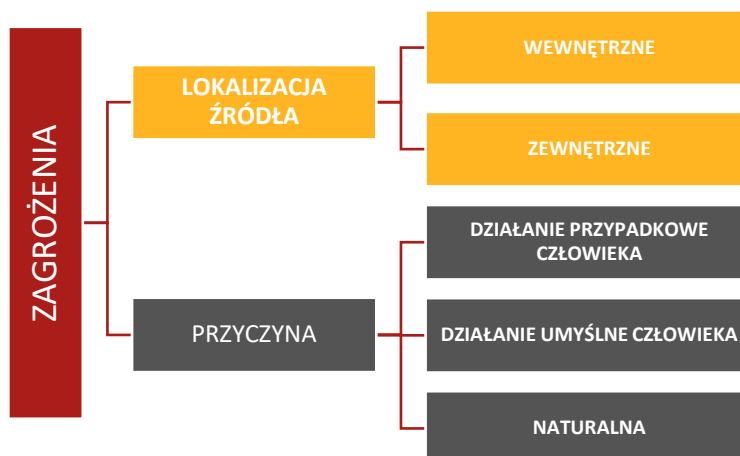 ZAGROŻENIA
LOKALIZACJA
ŹRÓDŁA
WEWNĘTRZNE
ZEWNĘTRZNE
PRZYCZYNA
DZIAŁANIE PRZYPADKOWE
CZŁOWIEKA
DZIAŁANIE UMYŚLNE CZŁOWIEKA
NATURALNA